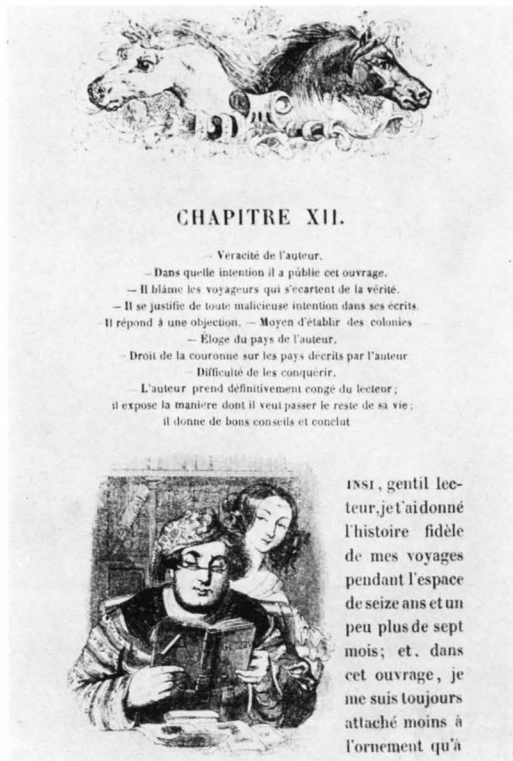 CHAPITRE XII.
— Véracité de l'auteur.
— Dans quelle intention il a publié cet ouvrage.
— Il blâme les voyageurs qui s'écartent de la vérité.
— Il se justifie de toute malicieuse intention dans ses écrits.
Il répond à une objection. — Moyen d'établir des colonies —
— Éloge du pays de l'auteur.
Droit de la couronne sur les pays décrits par l'auteur
Difficulté de les conquérir.
L'auteur prend définitivement congé du lecteur;
il expose la manière dont il veut passer le reste de sa vie;
il donne de bons conseils et conclut
A
INSI, gentil lec-
teur, je t'ai donné
l'histoire fidèle
de mes voyages
pendant l'espace
de seize ans et un
peu plus de sept
mois; et, dans
cet ouvrage, je
me suis toujours
attaché moins à
l'ornement qu'à